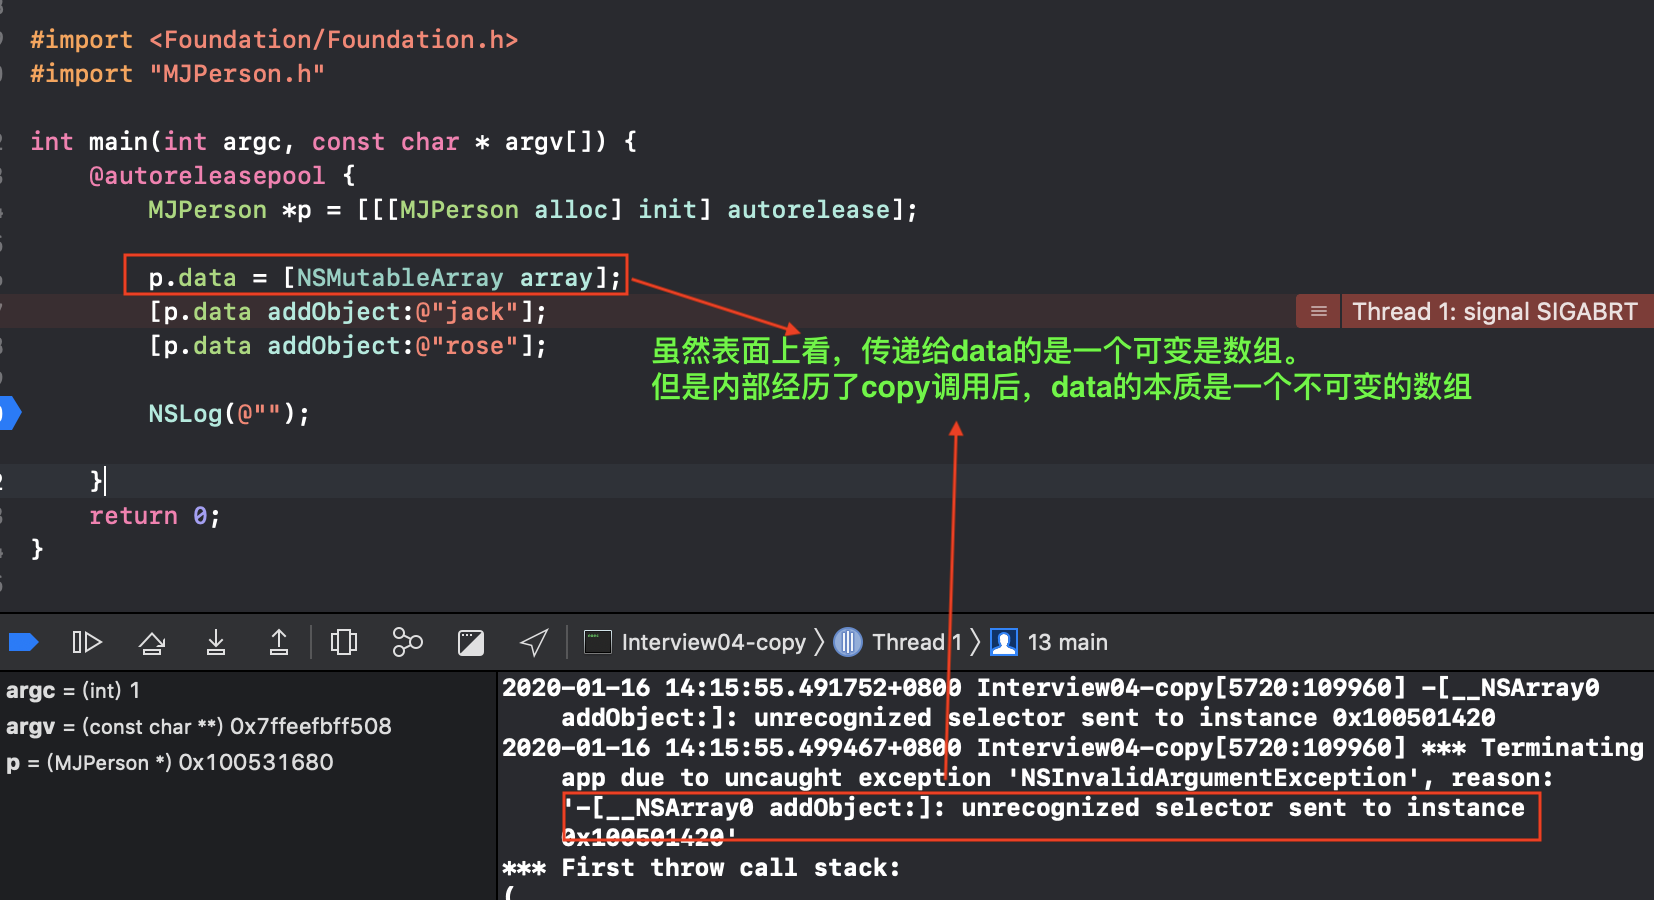 #import <Foundation/Foundation.h>
#import "MJPerson.h"
int main(int argc, const char * argv[]) {
@autoreleasepool {
MJPerson *p = [[[MJPerson alloc] init] autorelease];
p.data = [NSMutableArray array];
[p.data addObject:@"jack"];
Thread 1: signal SIGABRT
[p.data addObject:@"rose"];
虽然表面上看，传递给data的是一个可变是数组。
但是内部经历了copy调用后，data的本质是一个不可变的数组
NSLog(@"");
}
return 0;
}
Interview04-copy 〉 Thread 1 〉 13 main
argc = (int) 1
argv = (const char **) 0x7ffeefbff508
p = (MJPerson *) 0x100531680
2020-01-16 14:15:55.491752+0800 Interview04-copy[5720:109960] -[__NSArray0
addObject:]: unrecognized selector sent to instance 0x100501420
2020-01-16 14:15:55.499467+0800 Interview04-copy[5720:109960] *** Terminating
app due to uncaught exception 'NSInvalidArgumentException', reason:
'-[__NSArray0 addObject:]: unrecognized selector sent to instance
0x100501420'
*** First throw call stack:
(